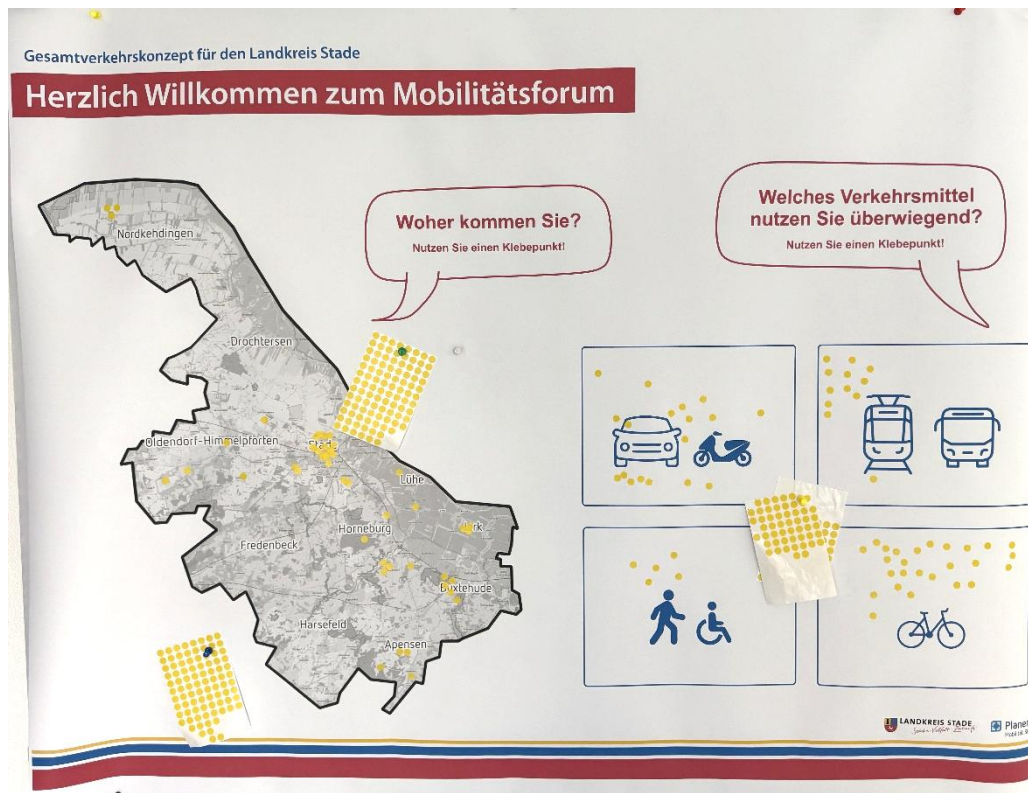 Gesamtverkehrskonzept für den Landkreis Stade
Herzlich Willkommen zum Mobilitätsforum
Woher kommen Sie?
Nutzen Sie einen Klebepunkt!
Welches Verkehrsmittel
nutzen Sie überwiegend?
Nutzen Sie einen Klebepunkt!
Nordkehdingen
Drochtersen
Oldendorf-Himmelpforten
Lühe
Horneburg
Fredenbeck
Buxtehude
Harsefeld
Apensen
LANDKREIS STADE